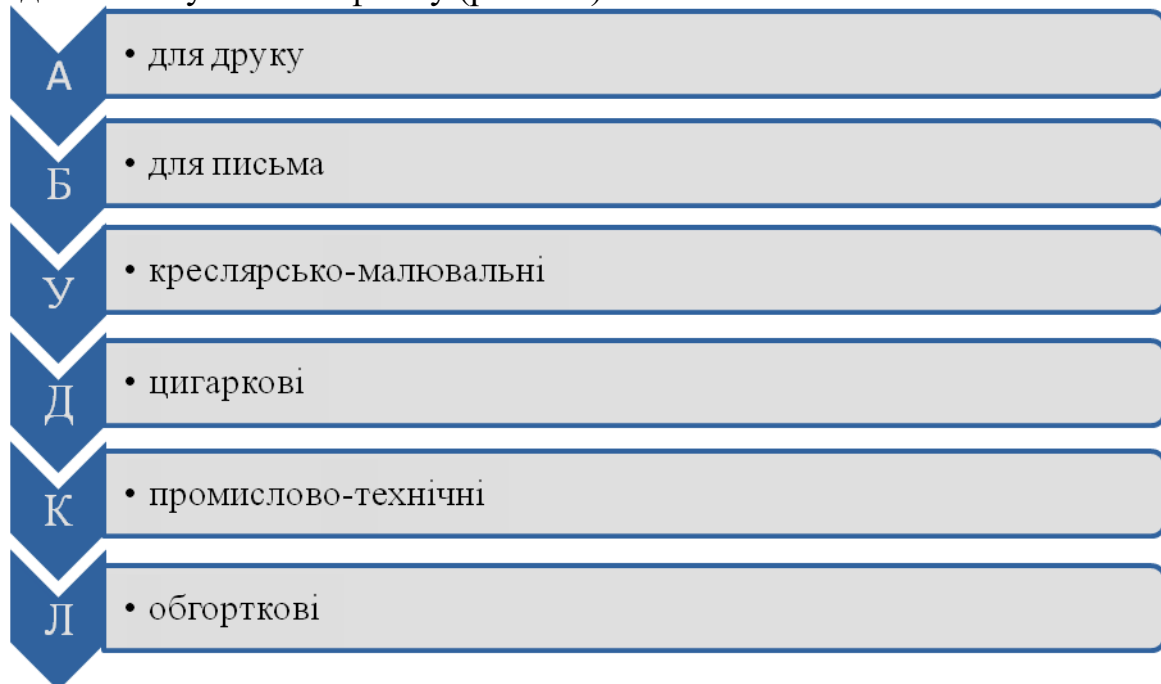 А
• для друку
Б
• для письма
У
• креслярсько-малювальні
Д
• цигаркові
К
• промислово-технічні
Л
• обгорткові